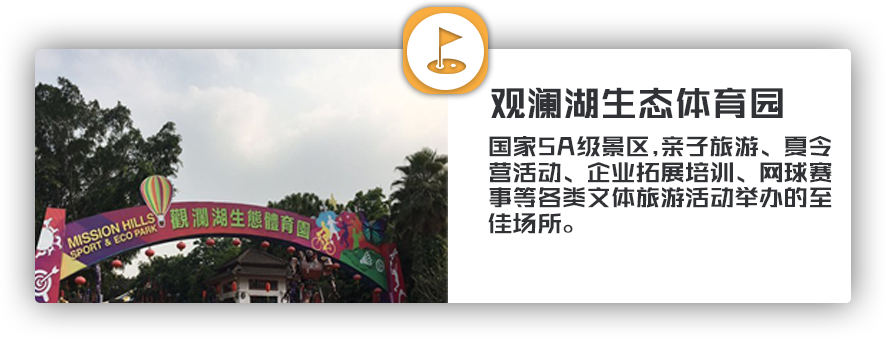 观澜湖生态体育园
国家5A级景区,亲子旅游、夏令
营活动、企业拓展培训、网球赛
事等各类文体旅游活动举办的至
佳场所。
MISSION HILLS
SPORT & ECO PARK
觀瀾湖生態體育園